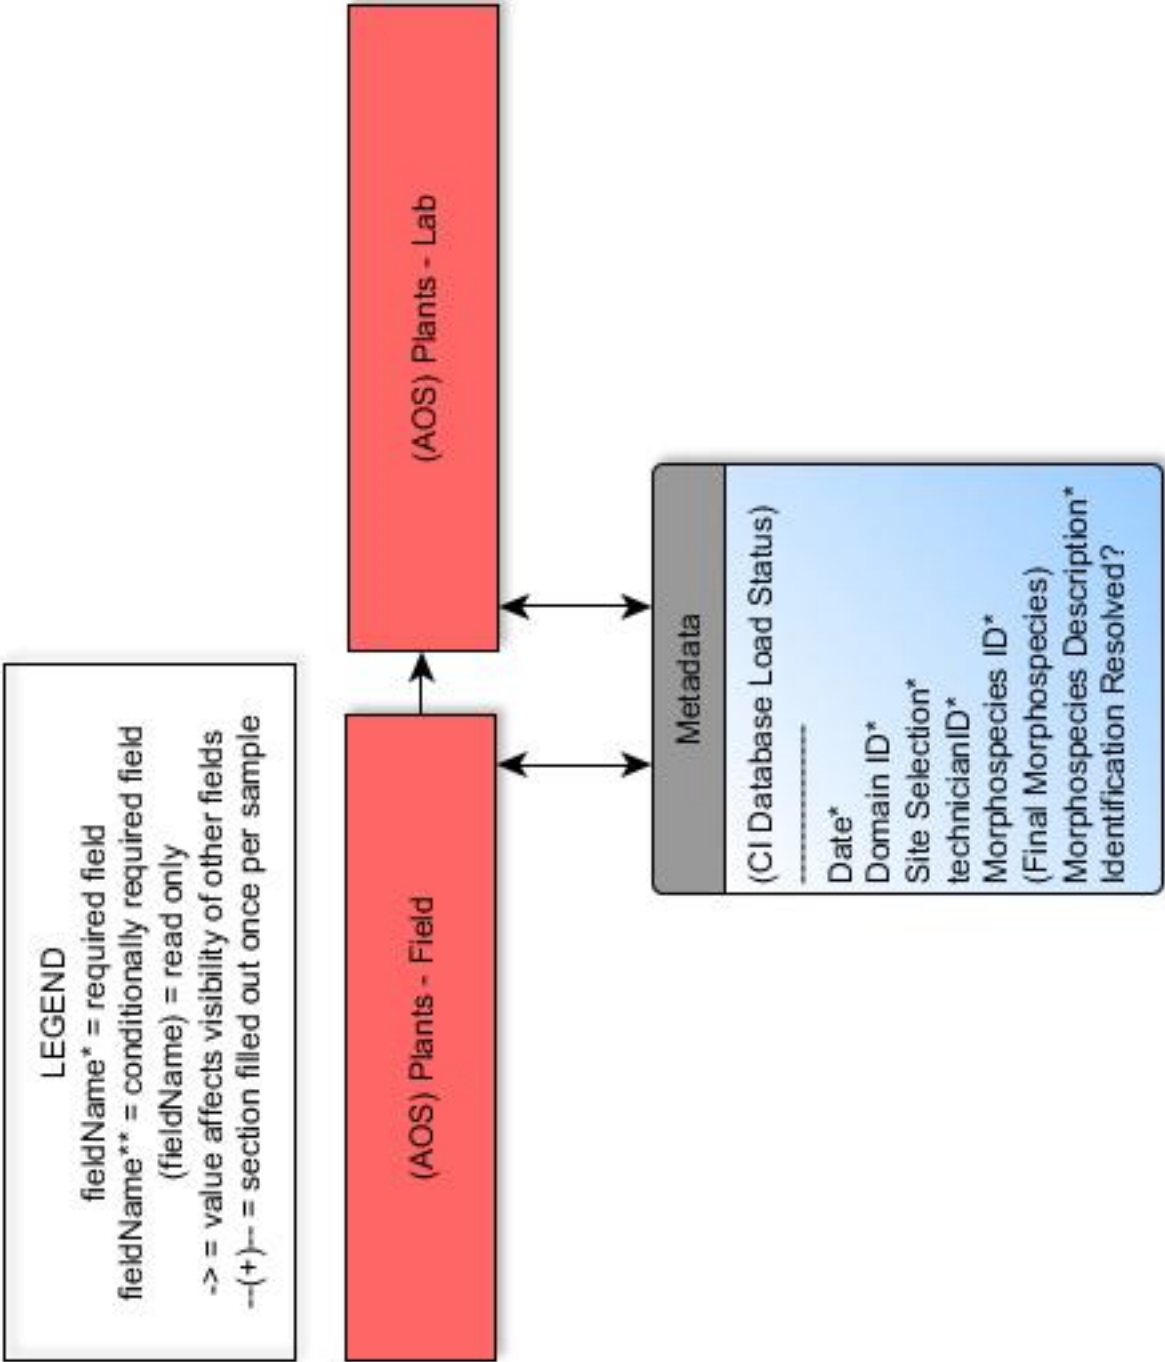 LEGEND
fieldName* = required field
fieldName** = conditionally required field
(fieldName) = read only
-> = value affects visibility of other fields
--(+)-- = section filled out once per sample
(AOS) Plants - Field
(AOS) Plants - Lab
Metadata
(CI Database Load Status)
--------------------
Date*
Domain ID*
Site Selection*
technicianID*
Morphospecies ID*
(Final Morphospecies)
Morphospecies Description*
Identification Resolved?